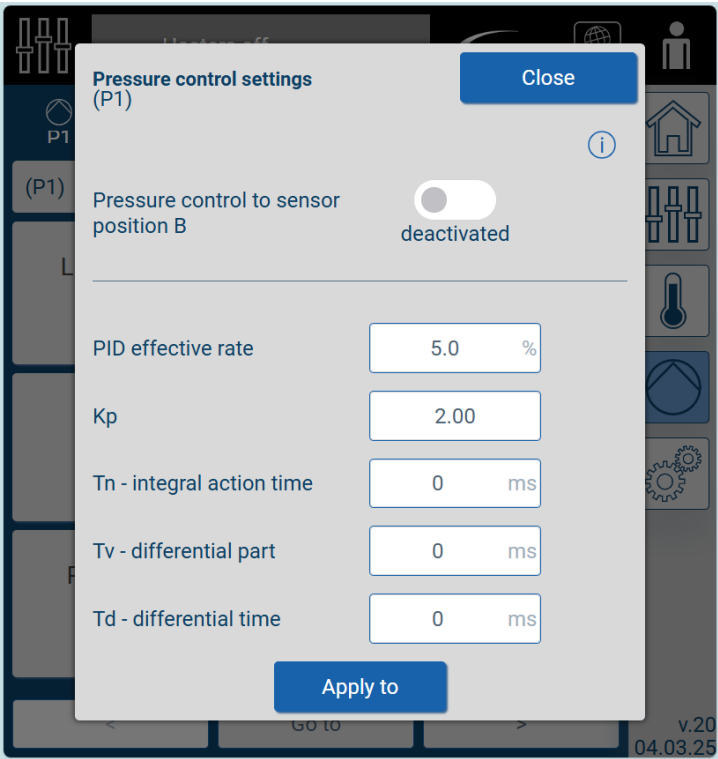 Pressure control settings
(P1)
Close
P1
(P1)
Pressure control to sensor
position B
deactivated
PID effective rate
5.0 %
Kp
2.00
Tn - integral action time
0 ms
Tv - differential part
0 ms
Td - differential time
0 ms
Apply to
<
Go to
>
v.20
04.03.25